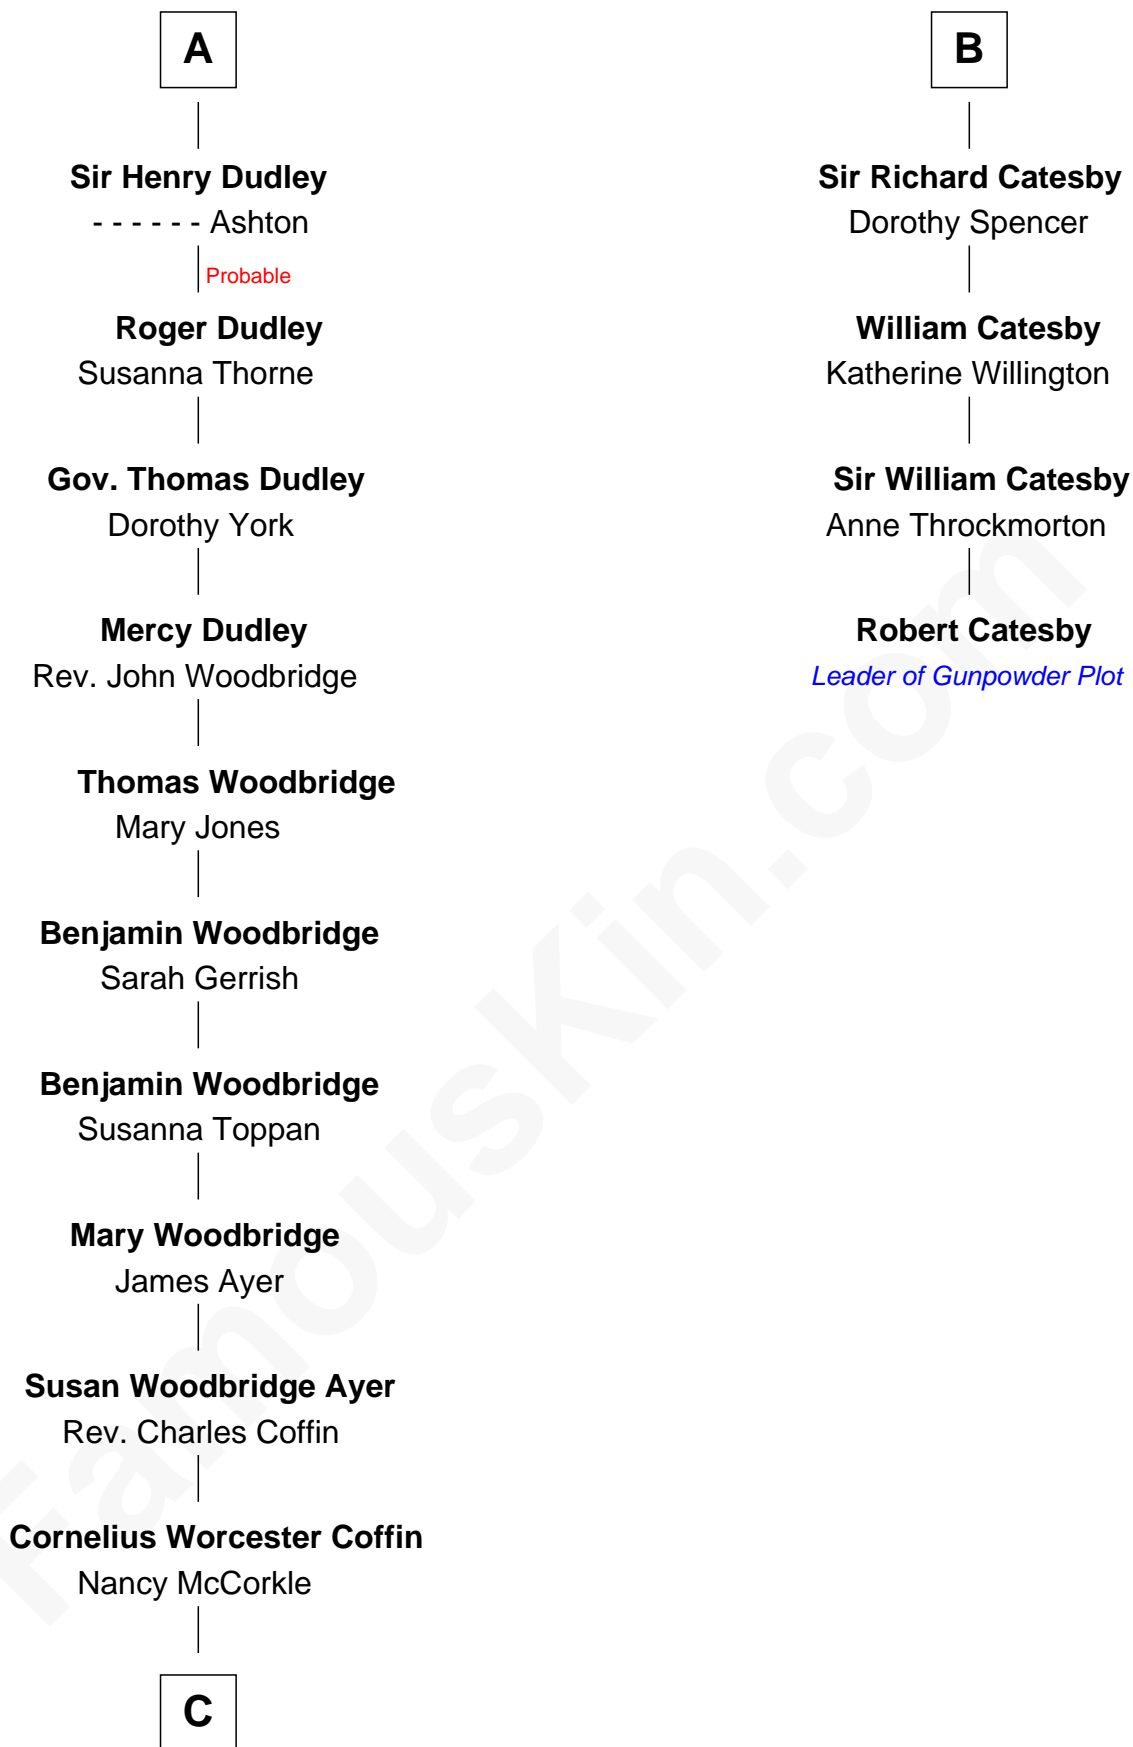 A
Sir Henry Dudley
- - - - - - Ashton
Probable
Roger Dudley
Susanna Thorne
Gov. Thomas Dudley
Dorothy York
Mercy Dudley
Rev. John Woodbridge
Thomas Woodbridge
Mary Jones
Benjamin Woodbridge
Sarah Gerrish
Benjamin Woodbridge
Susanna Toppan
Mary Woodbridge
James Ayer
Susan Woodbridge Ayer
Rev. Charles Coffin
Cornelius Worcester Coffin
Nancy McCorkle
C
B
Sir Richard Catesby
Dorothy Spencer
William Catesby
Katherine Willington
Sir William Catesby
Anne Throckmorton
Robert Catesby
Leader of Gunpowder Plot
FamousKin.com